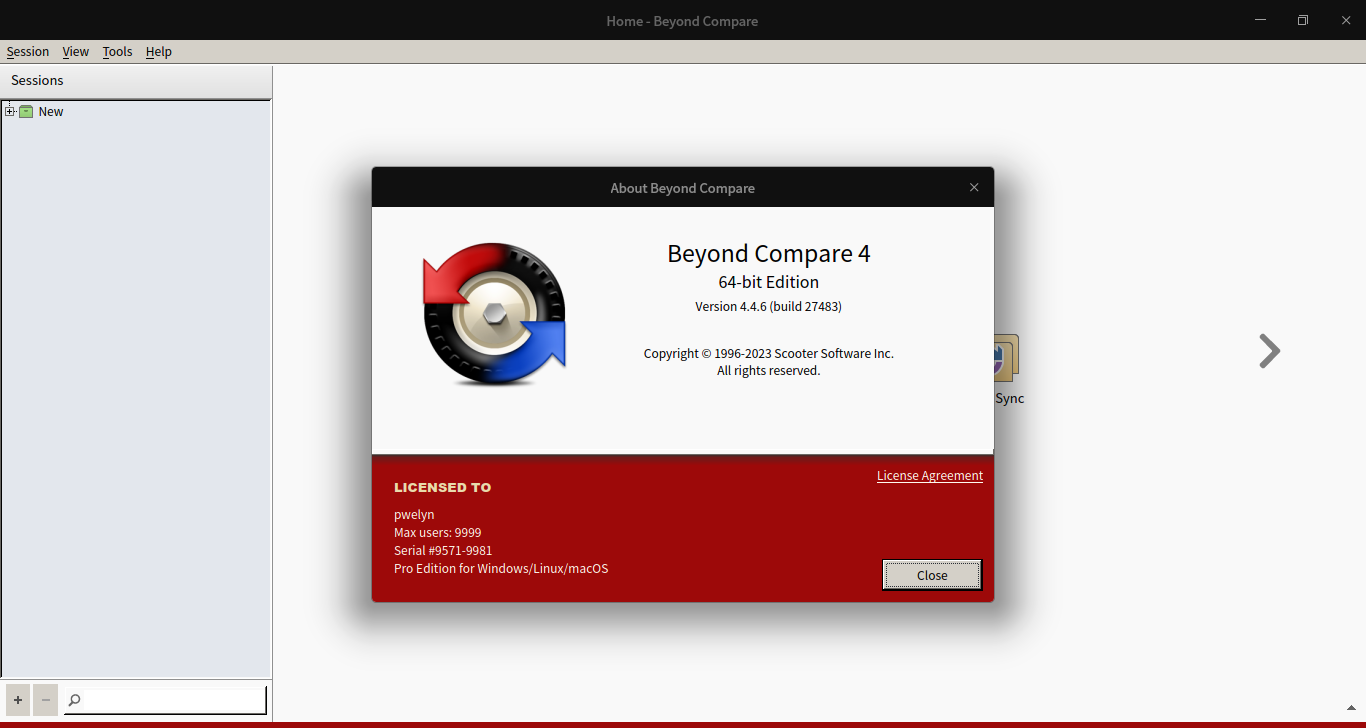 Home - Beyond Compare
Session View Tools Help
Sessions
New
About Beyond Compare
Beyond Compare 4
64-bit Edition
Version 4.4.6 (build 27483)
Copyright © 1996-2023 Scooter Software Inc.
All rights reserved.
Sync
License Agreement
LICENSED TO
pwelyn
Max users: 9999
Serial #9571-9981
Pro Edition for Windows/Linux/macOS
Close